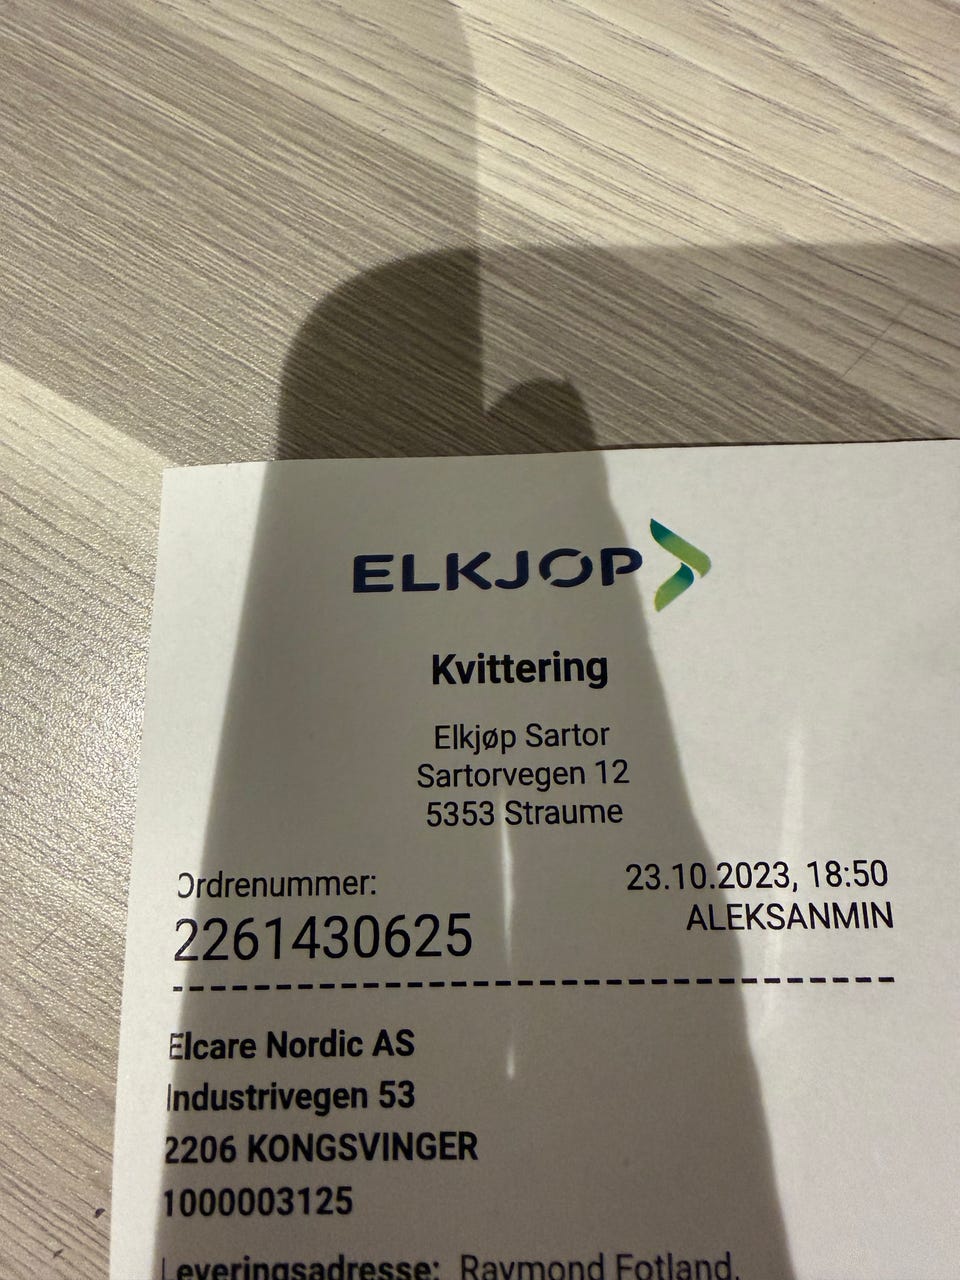 ELKJØP
Kvittering
Elkjøp Sartor
Sartorvegen 12
5353 Straume
Ordrenummer:
23.10.2023, 18:50
2261430625
ALEKSANMIN
Elcare Nordic AS
Industrivegen 53
2206 KONGSVINGER
1000003125
Leveringsadresse: Raymond Fotland,